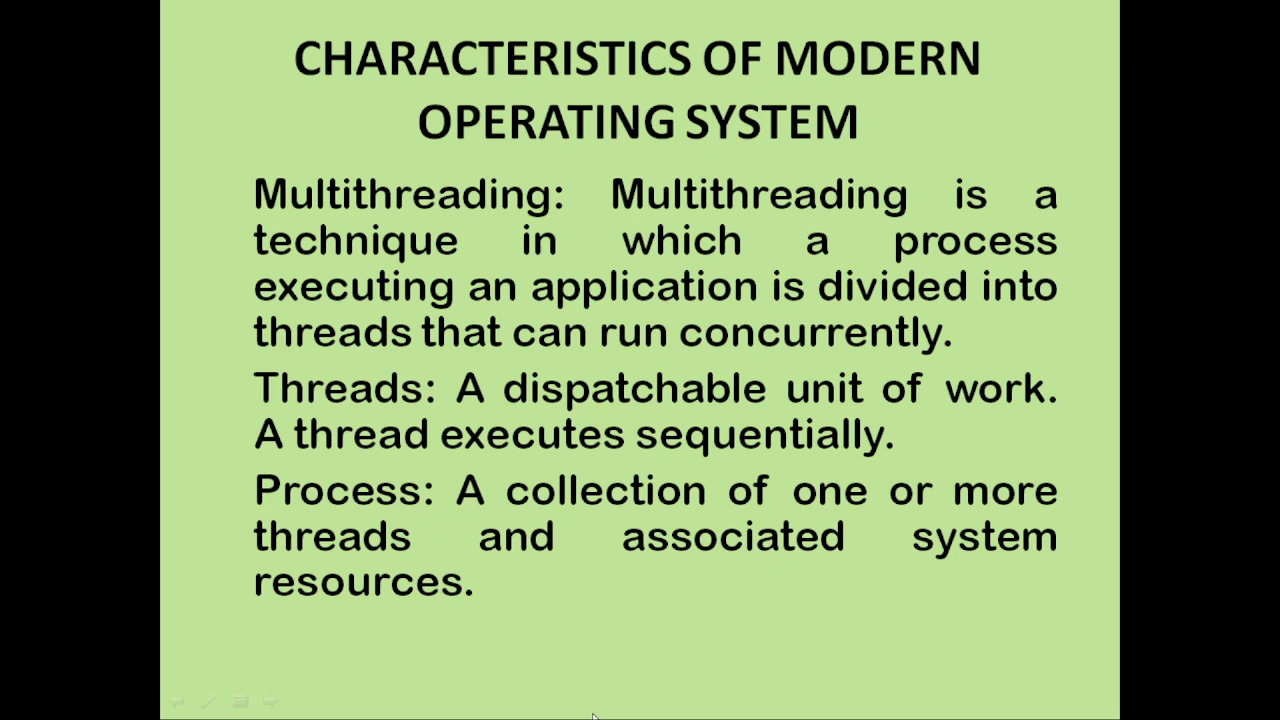 CHARACTERISTICS OF MODERN
OPERATING SYSTEM
Multithreading: Multithreading is a
technique in which a process
executing an application is divided into
threads that can run concurrently.
Threads: A dispatchable unit of work.
A thread executes sequentially.
Process: A collection of one or more
threads and associated system
resources.